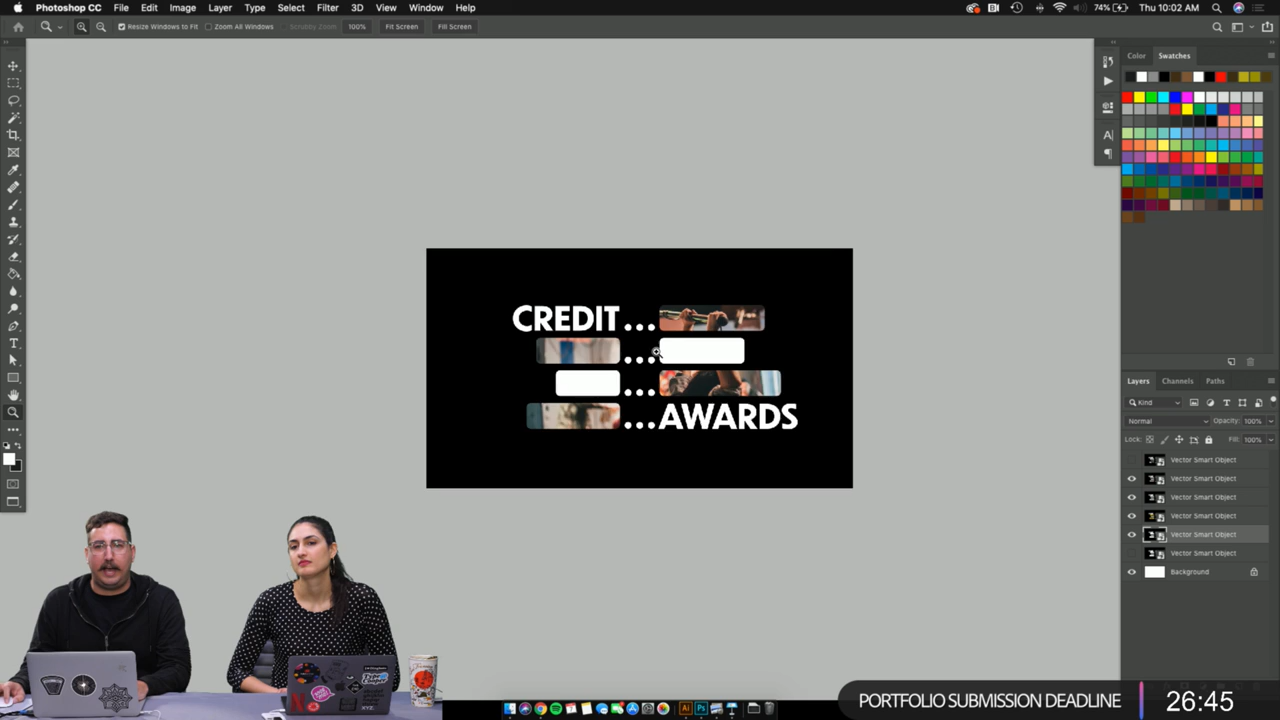 Photoshop CC File Edit Image Layer Type Select Filter 3D View Window Help
74% Thu 10:02 AM
Resize Windows to Fit Zoom All Windows Scrubby Zoom 100% Fit Screen Fill Screen
Color Swatches
CREDIT...
...
...
...AWARDS
Layers Channels Paths
Kind
Normal Opacity: 100%
Lock: Fill: 100%
Vector Smart Object
Vector Smart Object
Vector Smart Object
Vector Smart Object
Vector Smart Object
Vector Smart Object
Background
PORTFOLIO SUBMISSION DEADLINE 26:45